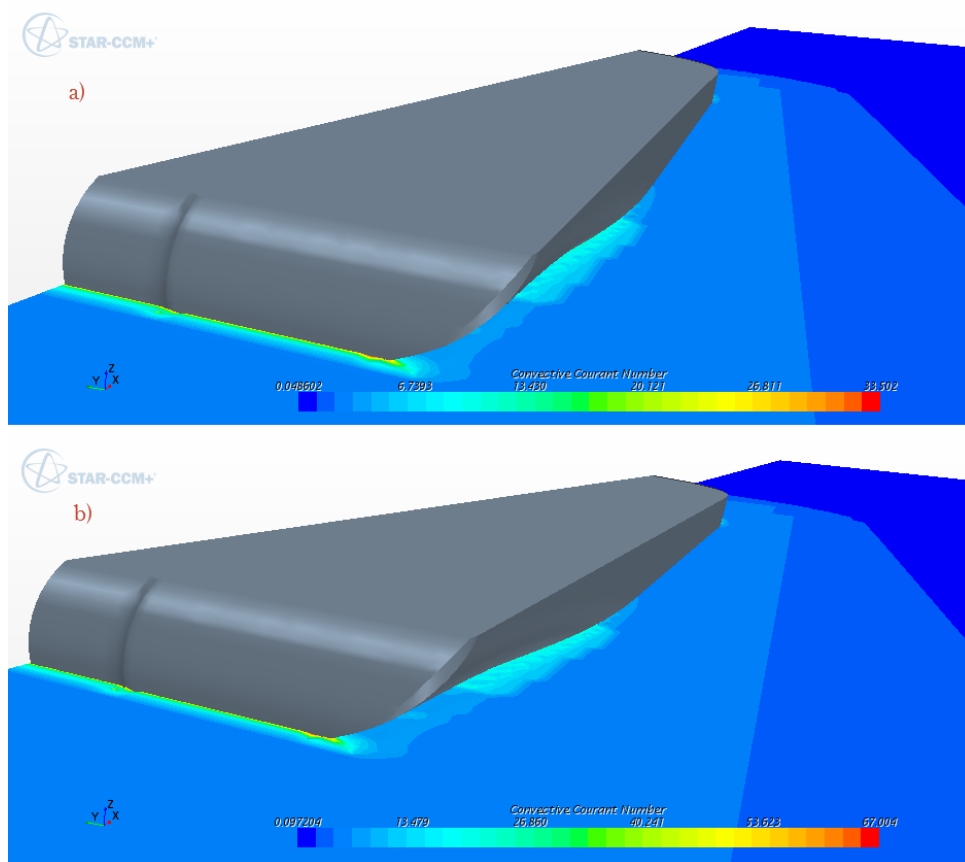 STAR-CCM+
a)
Z
Y X
Convective Courant Number
0.048602 6.7393 13.430 20.121 26.811 33.502
STAR-CCM+
b)
Z
Y X
Convective Courant Number
0.097204 13.479 26.860 40.241 53.623 67.004